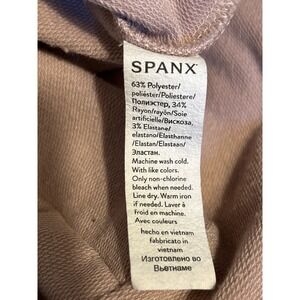 SPANX
63% Polyester/
poliéster/Poliestere/
Полиэстер, 34%
Rayon/rayón/Soie
artificielle/Вискоза,
3% Elastane/
elastano/Elasthanne
/Elastan/Elastaan/
Эластан.
Machine wash cold.
With like colors.
Only non-chlorine
bleach when needed.
Line dry. Warm iron
if needed. Laver à
froid en machine.
Avec couleurs
hecho en vietnam
fabbricato in
vietnam
Изготовлено во
Вьетнаме